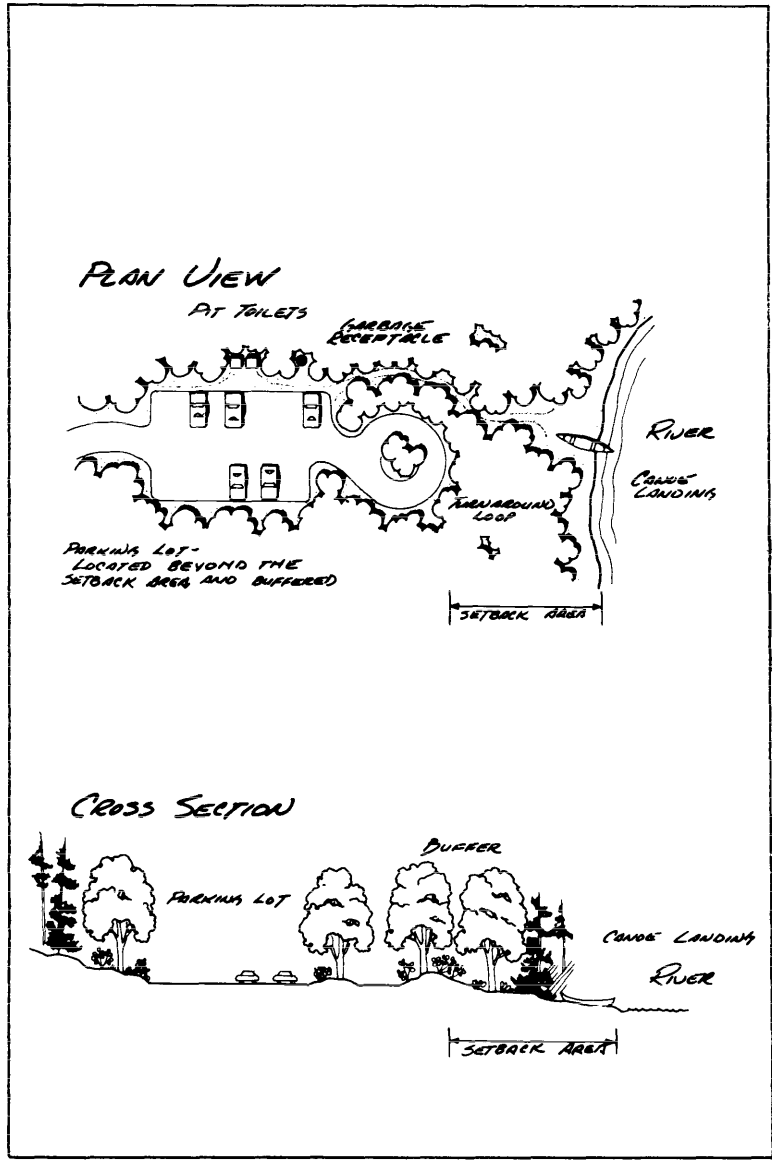 PLAN VIEW
PIT TOILETS
GARBAGE
RECEPTACLE
RIVER
CANOE
LANDING
TURNAROUND
LOOP
PARKING LOT-
LOCATED BEYOND THE
SETBACK AREA AND BUFFERED
SETBACK AREA
CROSS SECTION
BUFFER
PARKING LOT
CANOE LANDING
RIVER
SETBACK AREA